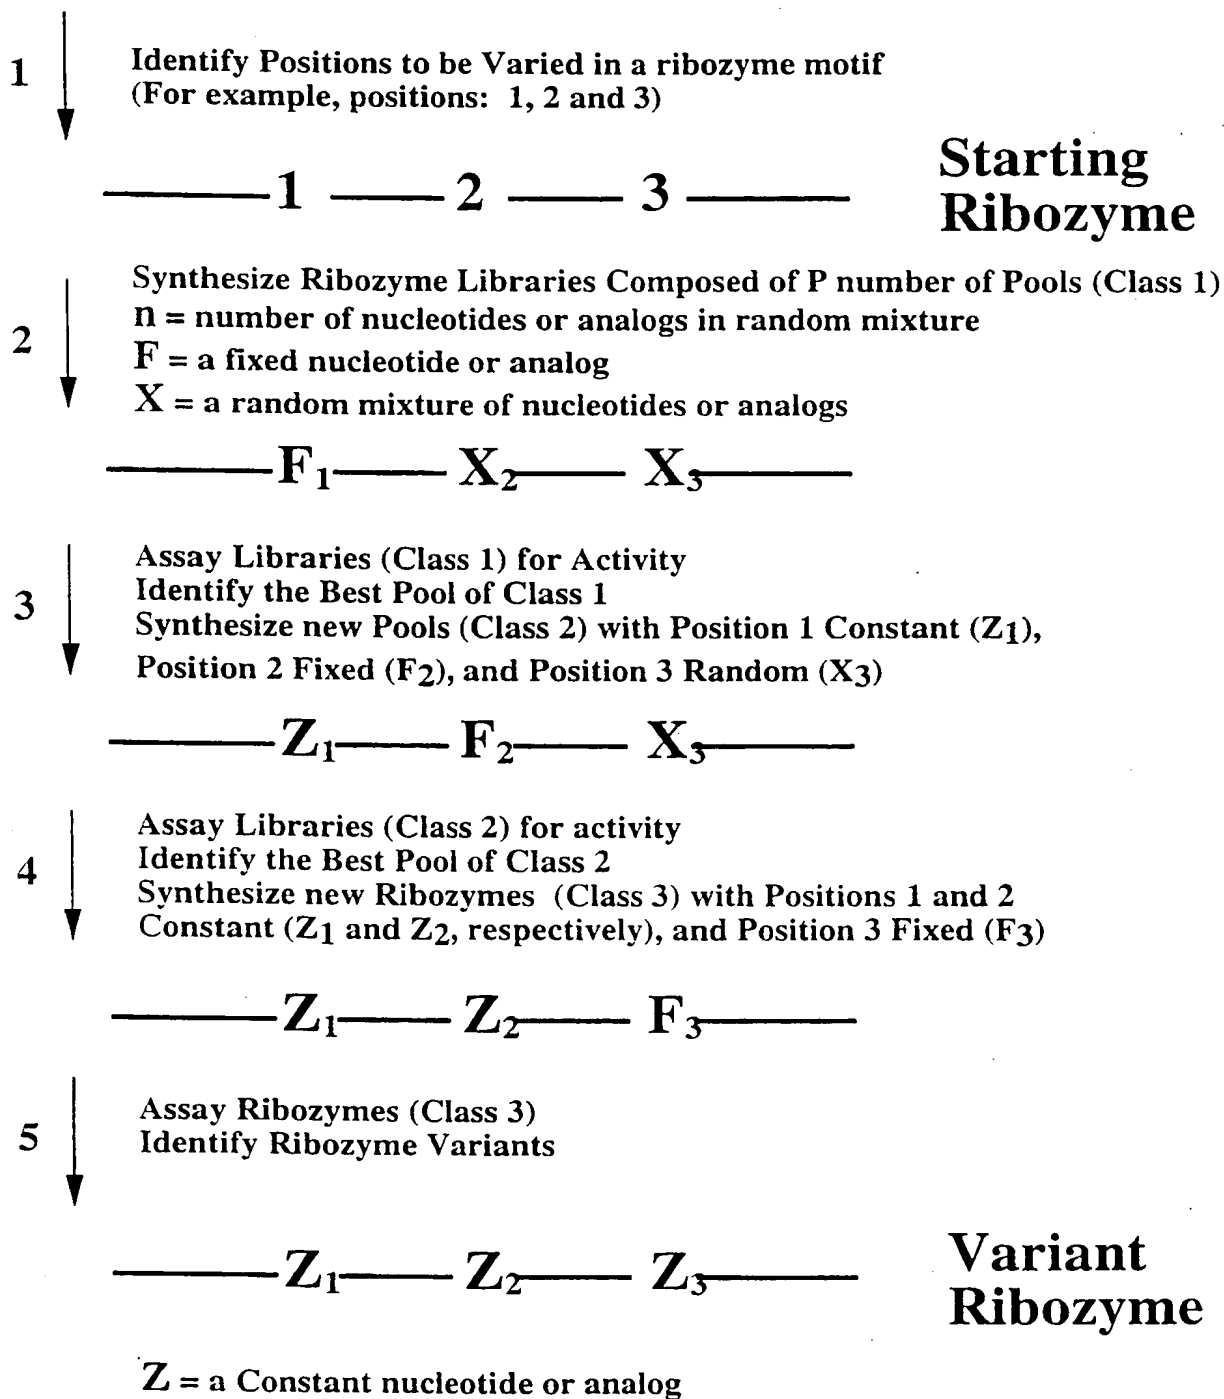 1
Identify Positions to be Varied in a ribozyme motif
(For example, positions: 1, 2 and 3)
1 2 3
Starting
Ribozyme
2
Synthesize Ribozyme Libraries Composed of P number of Pools (Class 1)
n = number of nucleotides or analogs in random mixture
F = a fixed nucleotide or analog
X = a random mixture of nucleotides or analogs
F1 X2 X3
3
Assay Libraries (Class 1) for Activity
Identify the Best Pool of Class 1
Synthesize new Pools (Class 2) with Position 1 Constant (Z1),
Position 2 Fixed (F2), and Position 3 Random (X3)
Z1 F2 X3
4
Assay Libraries (Class 2) for activity
Identify the Best Pool of Class 2
Synthesize new Ribozymes (Class 3) with Positions 1 and 2
Constant (Z1 and Z2, respectively), and Position 3 Fixed (F3)
Z1 Z2 F3
5
Assay Ribozymes (Class 3)
Identify Ribozyme Variants
Z1 Z2 Z3
Variant
Ribozyme
Z = a Constant nucleotide or analog